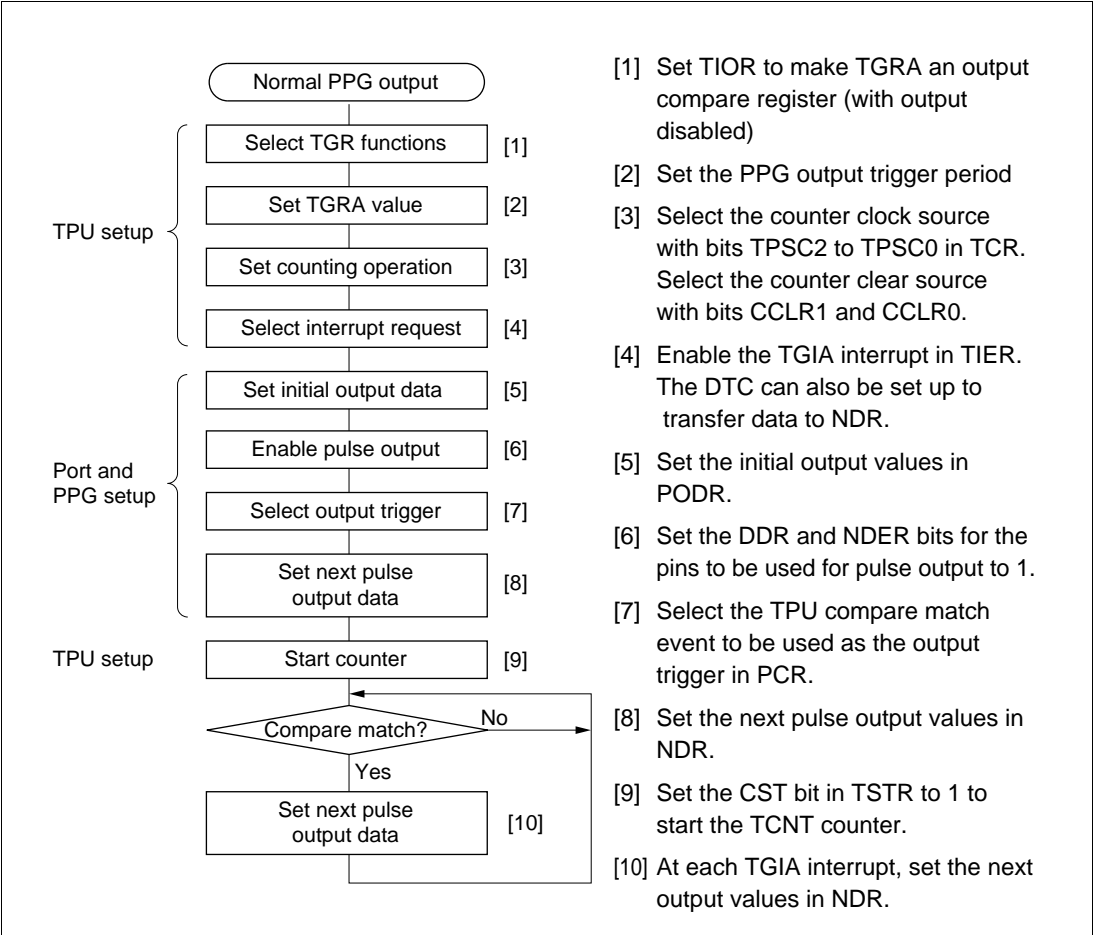 Normal PPG output
Select TGR functions [1]
Set TGRA value [2]
Set counting operation [3]
Select interrupt request [4]
TPU setup
Set initial output data [5]
Enable pulse output [6]
Select output trigger [7]
Set next pulse
output data
[8]
Port and
PPG setup
TPU setup
Start counter [9]
Compare match?
No
Yes
Set next pulse
output data
[10]
[1] Set TIOR to make TGRA an output
compare register (with output
disabled)
[2] Set the PPG output trigger period
[3] Select the counter clock source
with bits TPSC2 to TPSC0 in TCR.
Select the counter clear source
with bits CCLR1 and CCLR0.
[4] Enable the TGIA interrupt in TIER.
The DTC can also be set up to
transfer data to NDR.
[5] Set the initial output values in
PODR.
[6] Set the DDR and NDER bits for the
pins to be used for pulse output to 1.
[7] Select the TPU compare match
event to be used as the output
trigger in PCR.
[8] Set the next pulse output values in
NDR.
[9] Set the CST bit in TSTR to 1 to
start the TCNT counter.
[10] At each TGIA interrupt, set the next
output values in NDR.